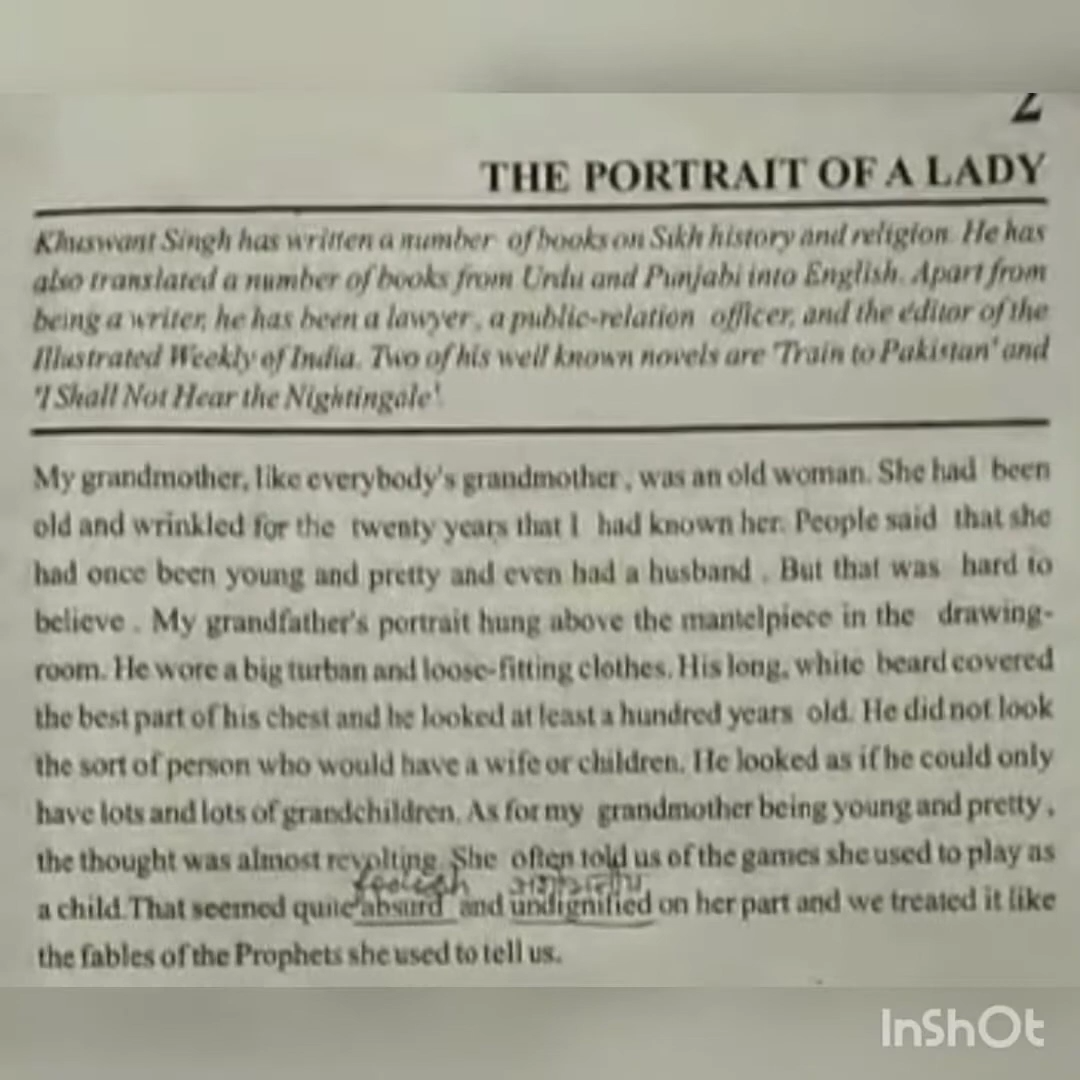 2
THE PORTRAIT OF A LADY
Khuswant Singh has written a number of books on Sikh history and religion. He has
also translated a number of books from Urdu and Punjabi into English. Apart from
being a writer, he has been a lawyer, a public-relation officer, and the editor of the
Illustrated Weekly of India. Two of his well known novels are 'Train to Pakistan' and
'I Shall Not Hear the Nightingale'.
My grandmother, like everybody's grandmother, was an old woman. She had been
old and wrinkled for the twenty years that I had known her. People said that she
had once been young and pretty and even had a husband. But that was hard to
believe. My grandfather's portrait hung above the mantelpiece in the drawing-
room. He wore a big turban and loose-fitting clothes. His long, white beard covered
the best part of his chest and he looked at least a hundred years old. He did not look
the sort of person who would have a wife or children. He looked as if he could only
have lots and lots of grandchildren. As for my grandmother being young and pretty,
the thought was almost revolting. She often told us of the games she used to play as
foolish
a child. That seemed quite absurd and undignified on her part and we treated it like
the fables of the Prophets she used to tell us.
InShOt